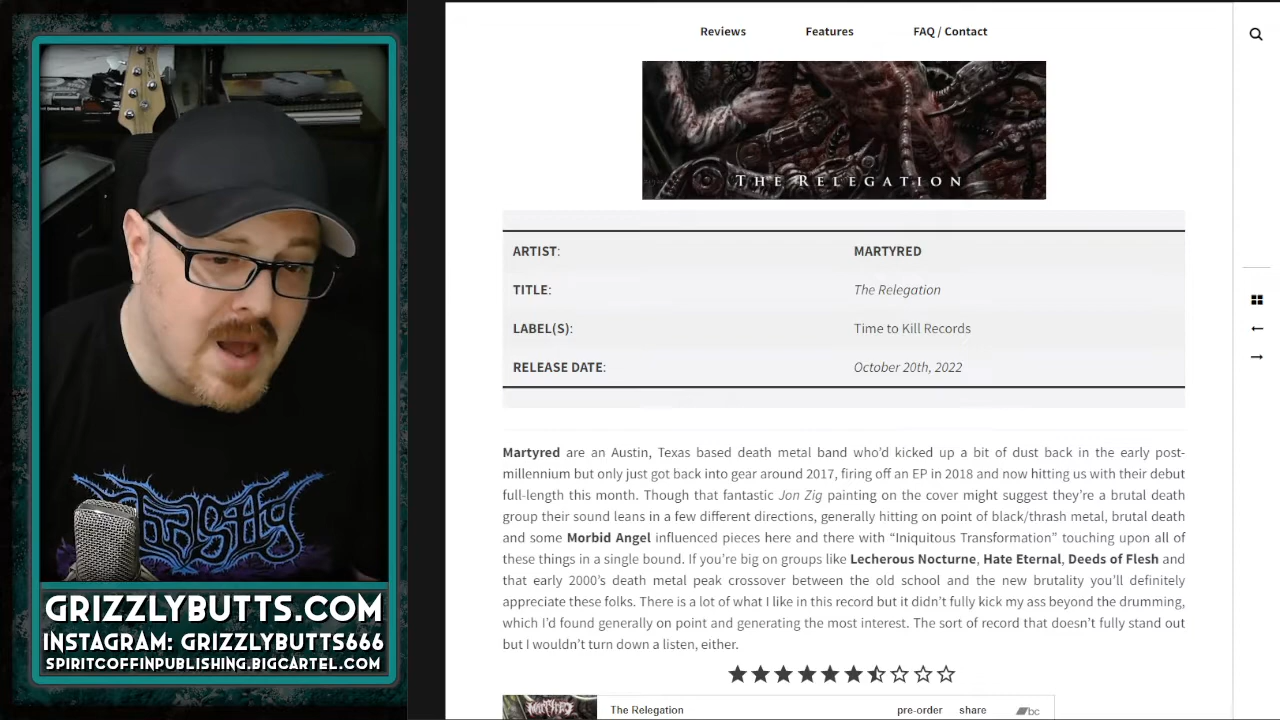 Reviews
Features
FAQ / Contact
THE RELEGATION
ARTIST: MARTYRED
TITLE: The Relegation
LABEL(S): Time to Kill Records
RELEASE DATE: October 20th, 2022
Martyred are an Austin, Texas based death metal band who’d kicked up a bit of dust back in the early post-
millennium but only just got back into gear around 2017, firing off an EP in 2018 and now hitting us with their debut
full-length this month. Though that fantastic Jon Zig painting on the cover might suggest they’re a brutal death
group their sound leans in a few different directions, generally hitting on point of black/thrash metal, brutal death
and some Morbid Angel influenced pieces here and there with “Iniquitous Transformation” touching upon all of
these things in a single bound. If you’re big on groups like Lecherous Nocturne, Hate Eternal, Deeds of Flesh and
that early 2000’s death metal peak crossover between the old school and the new brutality you’ll definitely
appreciate these folks. There is a lot of what I like in this record but it didn’t fully kick my ass beyond the drumming,
which I’d found generally on point and generating the most interest. The sort of record that doesn’t fully stand out
but I wouldn’t turn down a listen, either.
The Relegation
pre-order share bc
GRIZZLYBUTTS.COM
INSTAGRAM: GRIZZLYBUTTS666
SPIRITCOFFINPUBLISHING.BIGCARTEL.COM